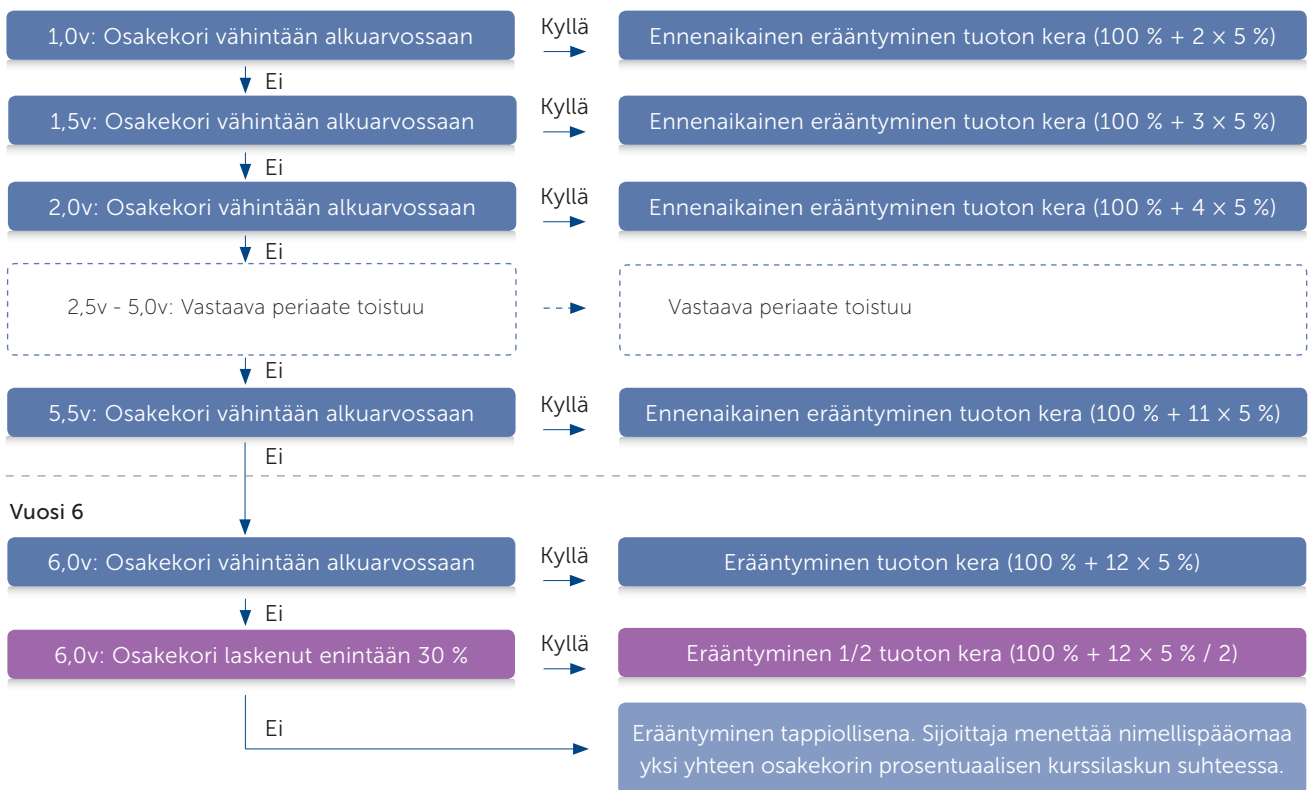 1,0v: Osakekori vähintään alkuarvossaan
Kyllä
Ennenaikainen erääntyminen tuoton kera (100 % + 2 × 5 %)
Ei
1,5v: Osakekori vähintään alkuarvossaan
Kyllä
Ennenaikainen erääntyminen tuoton kera (100 % + 3 × 5 %)
Ei
2,0v: Osakekori vähintään alkuarvossaan
Kyllä
Ennenaikainen erääntyminen tuoton kera (100 % + 4 × 5 %)
Ei
2,5v - 5,0v: Vastaava periaate toistuu
Vastaava periaate toistuu
Ei
5,5v: Osakekori vähintään alkuarvossaan
Kyllä
Ennenaikainen erääntyminen tuoton kera (100 % + 11 × 5 %)
Ei
Vuosi 6
6,0v: Osakekori vähintään alkuarvossaan
Kyllä
Erääntyminen tuoton kera (100 % + 12 × 5 %)
Ei
6,0v: Osakekori laskenut enintään 30 %
Kyllä
Erääntyminen 1/2 tuoton kera (100 % + 12 × 5 % / 2)
Ei
Erääntyminen tappiollisena. Sijoittaja menettää nimellispääomaa
yksi yhteen osakekorin prosentuaalisen kurssilaskun suhteessa.